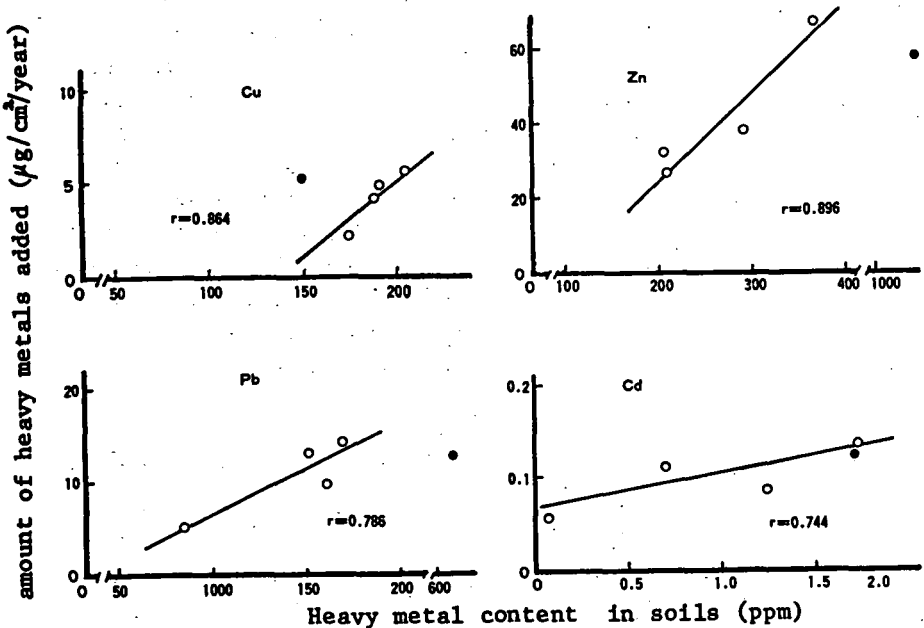 amount of heavy metals added (µg/cm²/year)
Cu
10
5
0
r=0.864
0 50 100 150 200
Zn
60
40
20
0
r=0.896
0 100 200 300 400 1000
Pb
20
10
0
r=0.786
0 50 1000 150 200 600
Cd
0.2
0.1
0
r=0.744
0 0.5 1.0 1.5 2.0
Heavy metal content in soils (ppm)